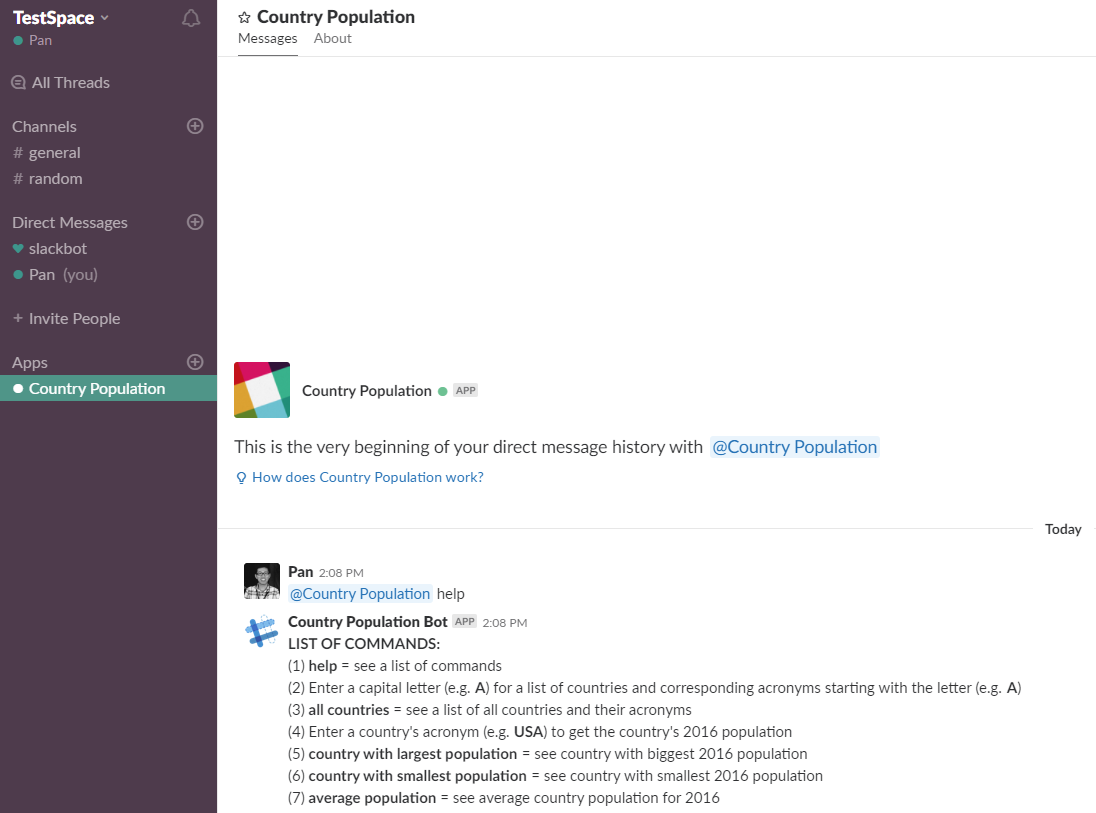 TestSpace
Pan
All Threads
Channels
# general
# random
Direct Messages
slackbot
Pan (you)
+ Invite People
Apps
Country Population
Country Population
Messages About
Country Population APP
This is the very beginning of your direct message history with @Country Population
How does Country Population work?
Today
Pan 2:08 PM
@Country Population help
Country Population Bot APP 2:08 PM
LIST OF COMMANDS:
(1) help = see a list of commands
(2) Enter a capital letter (e.g. A) for a list of countries and corresponding acronyms starting with the letter (e.g. A)
(3) all countries = see a list of all countries and their acronyms
(4) Enter a country's acronym (e.g. USA) to get the country's 2016 population
(5) country with largest population = see country with biggest 2016 population
(6) country with smallest population = see country with smallest 2016 population
(7) average population = see average country population for 2016